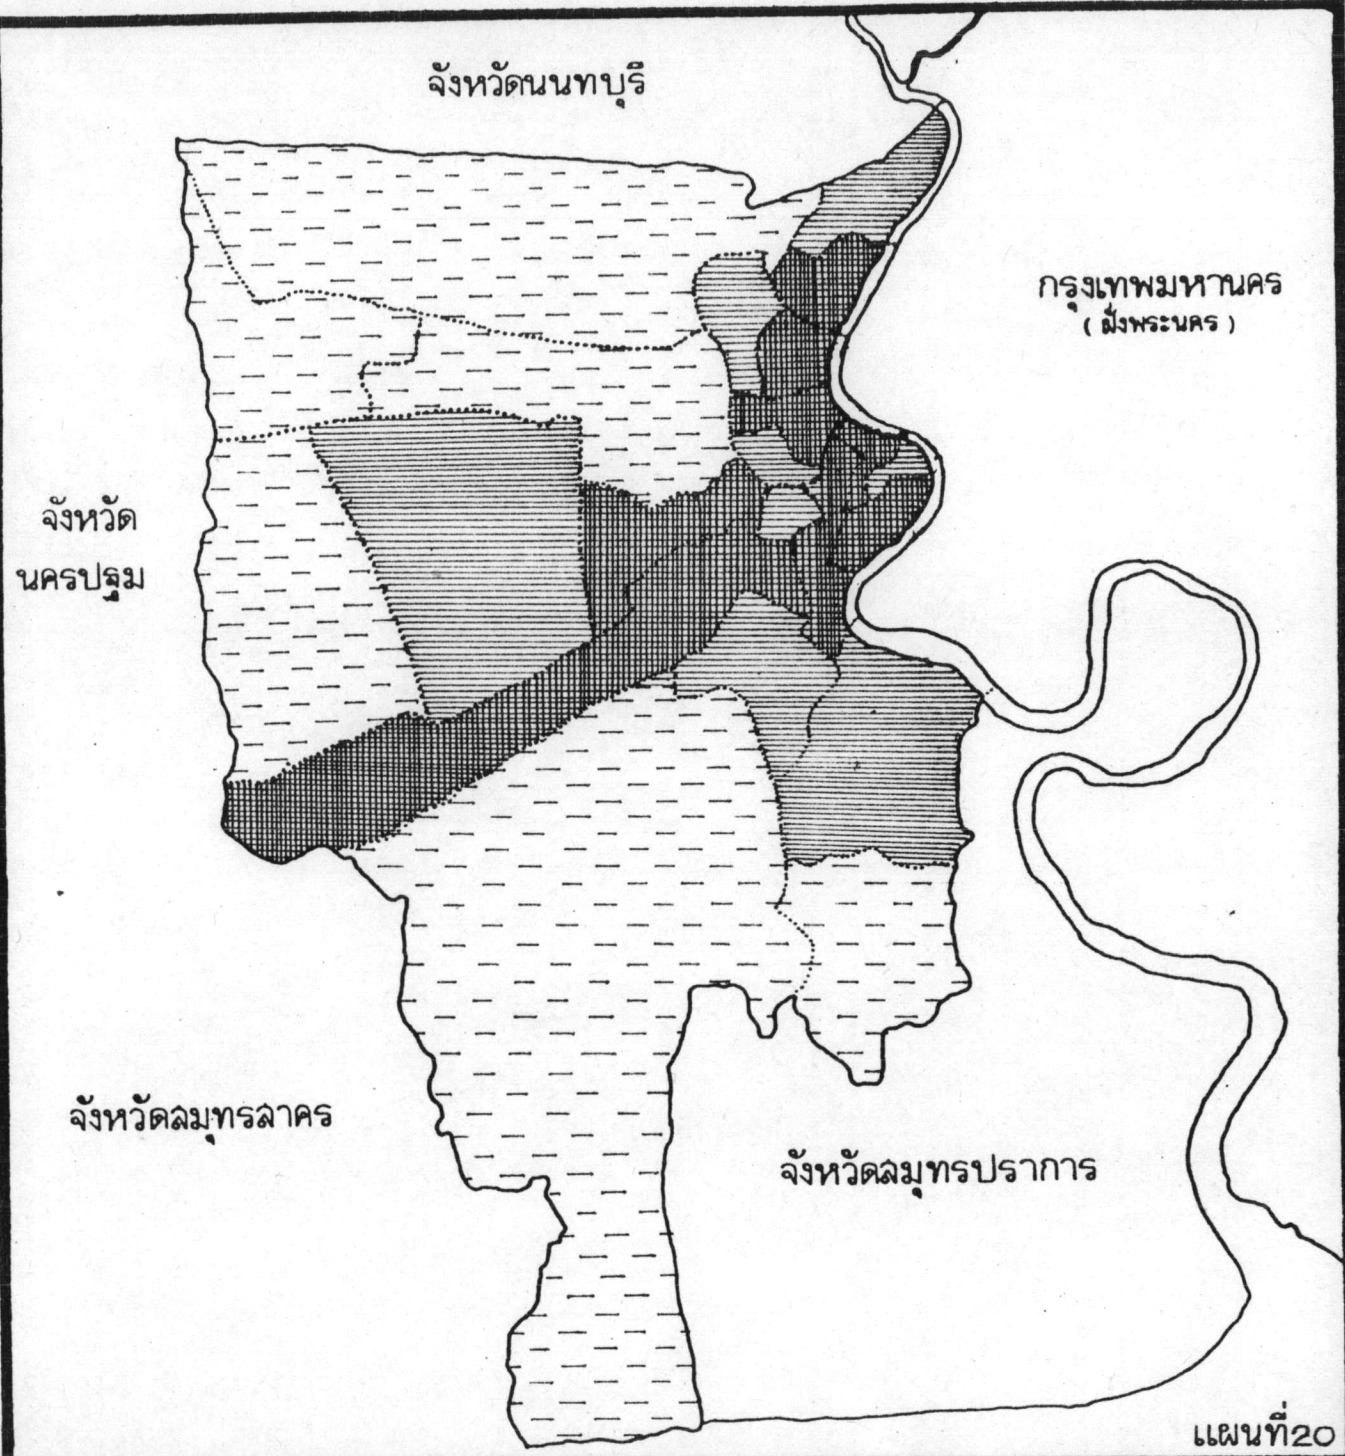 จังหวัดนนทบุรี
กรุงเทพมหานคร
( ฝั่งพระนคร )
จังหวัด
นครปฐม
จังหวัดสมุทรสาคร
จังหวัดสมุทรปราการ
แผนที่20